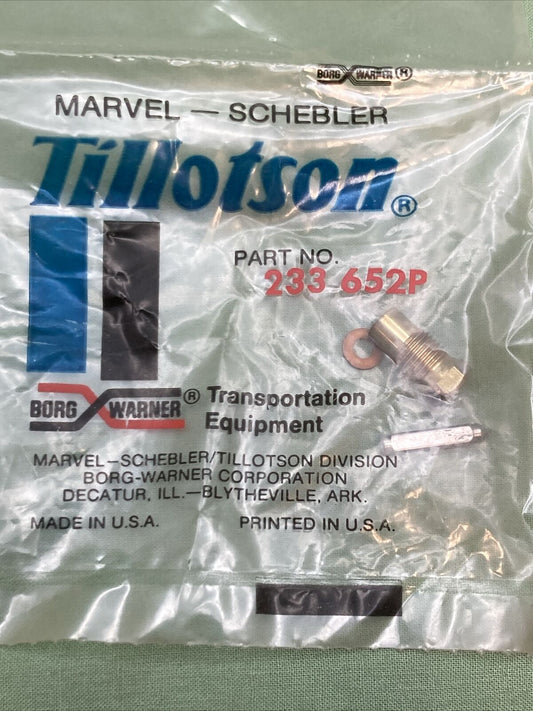 BORG WARNER ®
MARVEL — SCHEBLER
Tillotson®
PART NO.
233 652P
BORG WARNER ®
Transportation
Equipment
MARVEL—SCHEBLER/TILLOTSON DIVISION
BORG-WARNER CORPORATION
DECATUR, ILL.—BLYTHEVILLE, ARK.
MADE IN U.S.A. PRINTED IN U.S.A.